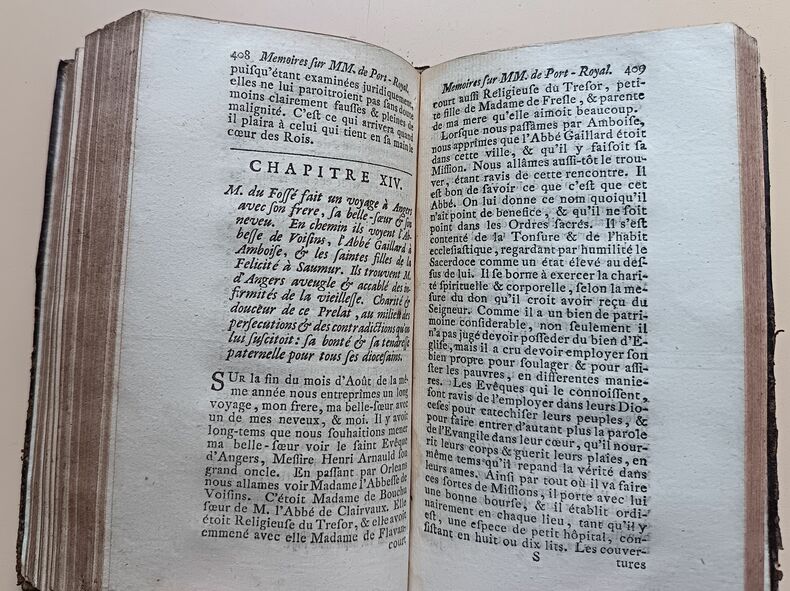 408 Memoires sur MM. de Port-Royal.
puisqu'étant examinées juridiquement,
elles ne lui paroitroient pas sans doute
moins clairement fausses & pleines de
malignité. C'est ce qui arrivera quand
il plaira à celui qui tient en sa main le
cœur des Rois.
CHAPITRE XIV.
M. du Fossé fait un voyage à Angers
avec son frere, sa belle-sœur & son
neveu. En chemin ils voyent l'Ab-
besse de Voisins, l'Abbé Gaillard à
Amboise, & les saintes filles de la
Felicité à Saumur. Ils trouvent M.
d'Angers aveugle & accablé des in-
firmités de la vieillesse. Charité &
douceur de ce Prelat, au milieu des
persecutions & des contradictions qu'on
lui suscitoit: sa bonté & sa tendresse
paternelle pour tous ses diocesains.
SUr la fin du mois d'Août de la mê-
me année nous entreprimes un long
voyage, mon frere, ma belle-sœur avec
un de mes neveux, & moi. Il y avoit
long-tems que nous souhaitions mener
ma belle-sœur voir le saint Evêque
d'Angers, Messire Henri Arnauld son
grand oncle. En passant par Orleans
nous allames voir Madame l'Abbesse de
Voisins. C'étoit Madame de Bouchu
sœur de M. l'Abbé de Clairvaux. Elle
étoit Religieuse du Tresor, & elle avoit
emmené avec elle Madame de Flavan-
court
Memoires sur MM. de Port-Royal. 409
court aussi Religieuse du Tresor, peti-
te fille de Madame de Fresle, & parente
de ma mere qu'elle aimoit beaucoup.
Lorsque nous passâmes par Amboise,
nous apprîmes que l'Abbé Gaillard étoit
dans cette ville, & qu'il y faisoit sa
Mission. Nous allâmes aussi-tôt le trou-
ver, étant ravis de cette rencontre. Il
est bon de savoir ce que c'est que cet
Abbé. On lui donne ce nom quoiqu'il
n'ait point de benefice, & qu'il ne soit
point dans les Ordres sacrés. Il s'est
contenté de la Tonsure & de l'habit
ecclesiastique, regardant par humilité le
Sacerdoce comme un état élevé au des-
sus de lui. Il se borne à exercer la chari-
té spirituelle & corporelle, selon la me-
sure du don qu'il croit avoir reçu du
Seigneur. Comme il a un bien de patri-
moine considerable, non seulement il
n'a pas jugé devoir posseder du bien d'E-
glise, mais il a cru devoir employer son
bien propre pour soulager & pour assi-
ster les pauvres, en differentes manie-
res. Les Evêques qui le connoissent,
sont ravis de l'employer dans leurs Dio-
ceses pour catechiser leurs peuples, &
pour faire entrer d'autant plus la parole
de l'Evangile dans leur cœur, qu'il nour-
rit leurs corps & guerit leurs plaies, en
même tems qu'il repand la vérité dans
leurs ames. Ainsi par tout où il va faire
ces sortes de Missions, il porte avec lui
une bonne bourse, & il établit ordi-
nairement en chaque lieu, tant qu'il y
est, une espece de petit hôpital, con-
sistant en huit ou dix lits. Les couver-
S tures